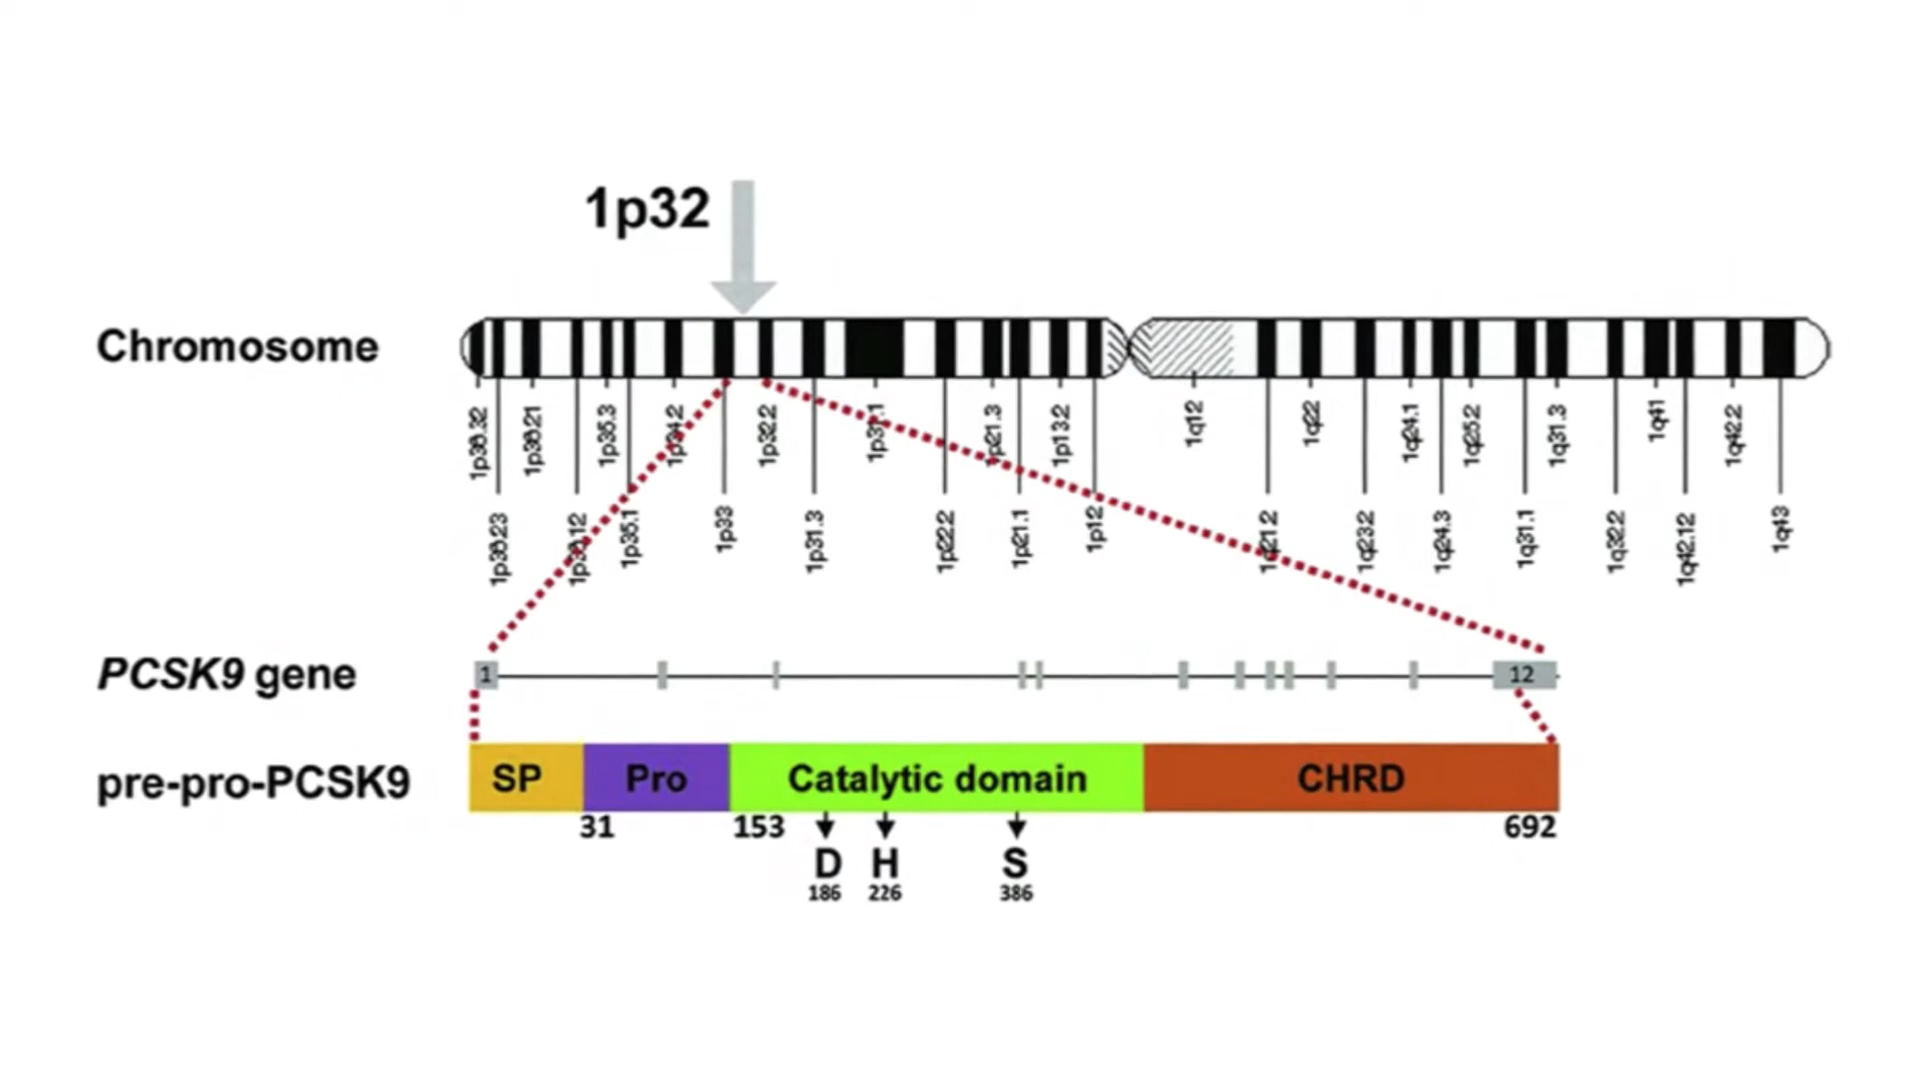 1p32
Chromosome
1p36.32
1p36.21
1p35.3
1p34.2
1p32.2
1p31.1
1p21.3
1p13.2
1q12
1q22
1q24.1
1q25.2
1q31.3
1q41
1q42.2
1p36.23
1p36.12
1p35.1
1p33
1p31.3
1p22.2
1p21.1
1p12
1q21.2
1q23.2
1q24.3
1q31.1
1q32.2
1q42.12
1q43
PCSK9 gene
1
12
pre-pro-PCSK9
SP
Pro
Catalytic domain
CHRD
31
153
692
D
H
S
186
226
386